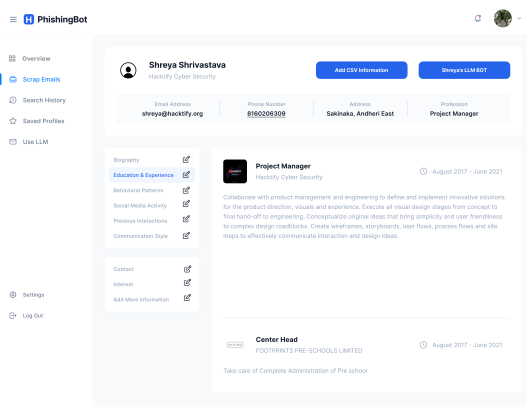 PhishingBot
Overview
Scrap Emails
Search History
Saved Profiles
Use LLM
Settings
Log Out
Shreya Shrivastava
Hacktify Cyber Security
Add CSV Information
Shreya's LLM BOT
Email Address
shreya@hacktify.org
Phone Number
8160206309
Address
Sakinaka, Andheri East
Profession
Project Manager
Biography
Education & Experience
Behavioral Patterns
Social Media Activity
Previous Interactions
Communication Style
Contact
Interest
Add More Information
Project Manager
Hacktify Cyber Security
August 2017 - June 2021
Collaborate with product management and engineering to define and implement innovative solutions
for the product direction, visuals and experience. Execute all visual design stages from concept to
final hand-off to engineering. Conceptualize original ideas that bring simplicity and user friendliness
to complex design roadblocks. Create wireframes, storyboards, user flows, process flows and site
maps to effectively communicate interaction and design ideas.
Center Head
FOOTPRINTS PRE-SCHOOLS LIMITED
August 2017 - June 2021
Take care of Complete Administration of Pre school